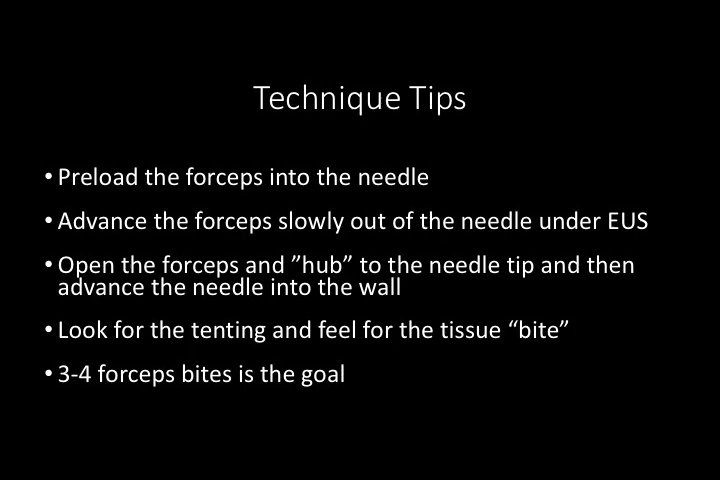 Technique Tips
• Preload the forceps into the needle
• Advance the forceps slowly out of the needle under EUS
• Open the forceps and ”hub” to the needle tip and then
advance the needle into the wall
• Look for the tenting and feel for the tissue “bite”
• 3-4 forceps bites is the goal